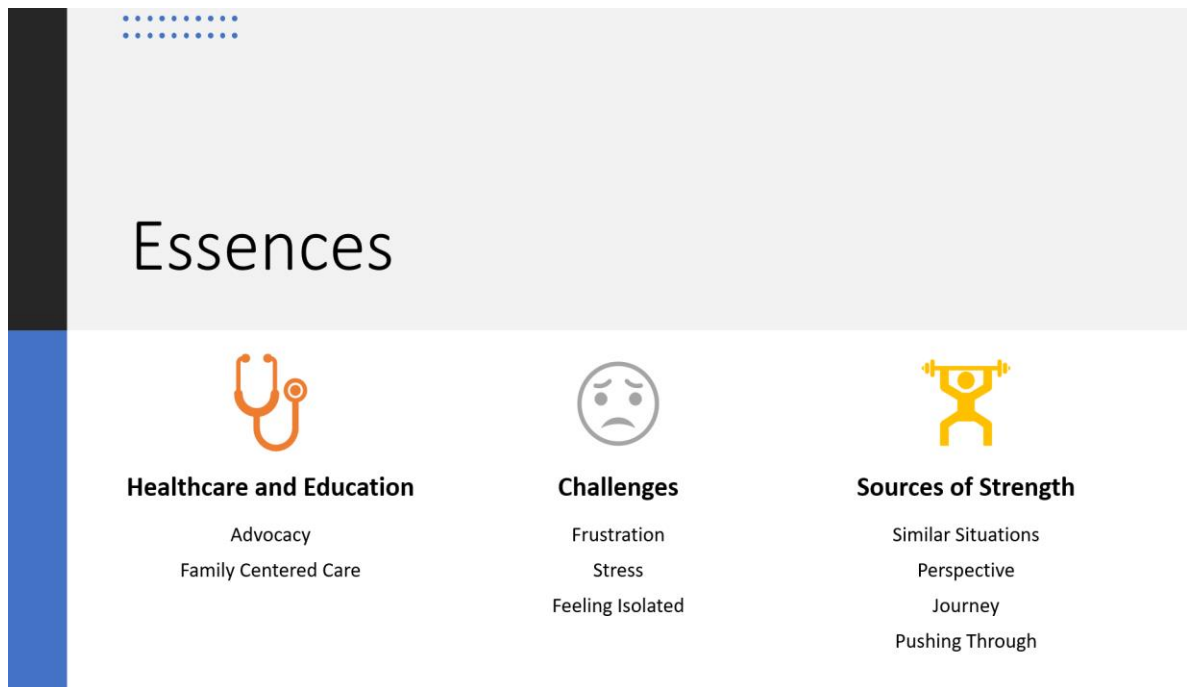 Essences
Healthcare and Education
Advocacy
Family Centered Care
Challenges
Frustration
Stress
Feeling Isolated
Sources of Strength
Similar Situations
Perspective
Journey
Pushing Through